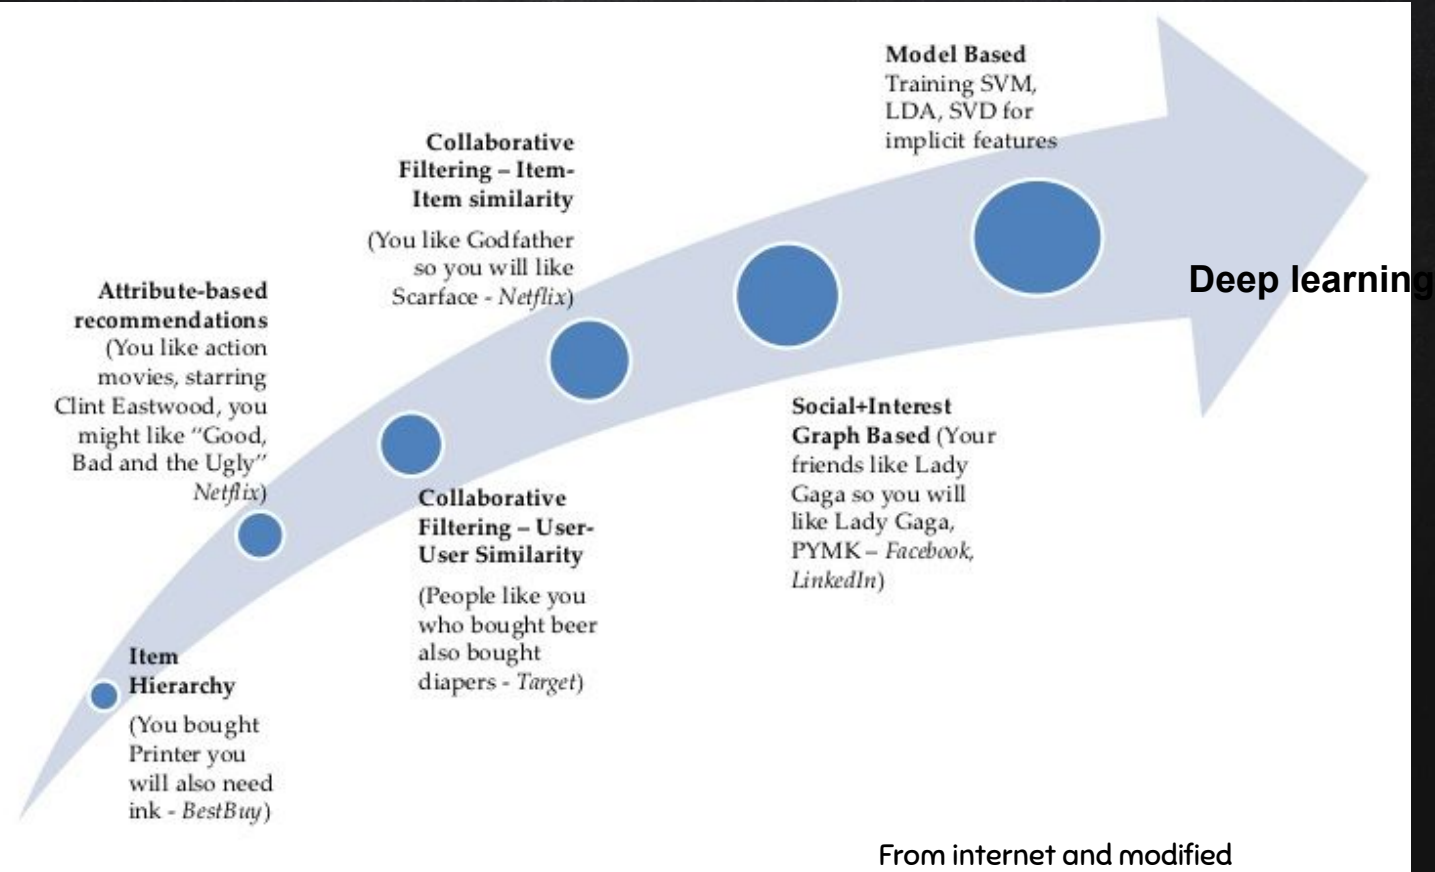 Model Based
Training SVM,
LDA, SVD for
implicit features
Collaborative
Filtering – Item-
Item similarity
(You like Godfather
so you will like
Scarface - Netflix)
Deep learning
Attribute-based
recommendations
(You like action
movies, starring
Clint Eastwood, you
might like “Good,
Bad and the Ugly”
Netflix)
Social+Interest
Graph Based (Your
friends like Lady
Gaga so you will
like Lady Gaga,
PYMK – Facebook,
LinkedIn)
Collaborative
Filtering – User-
User Similarity
(People like you
who bought beer
also bought
diapers - Target)
Item
Hierarchy
(You bought
Printer you
will also need
ink - BestBuy)
From internet and modified